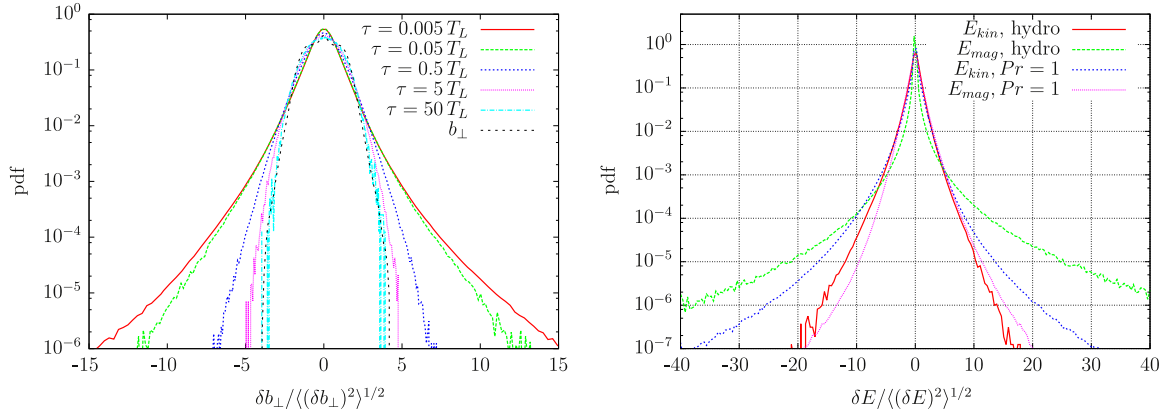 10^0
10^-1
10^-2
10^-3
10^-4
10^-5
10^-6
pdf
-15
-10
-5
0
5
10
15
δb⊥/⟨(δb⊥)^2⟩^1/2
τ = 0.005 T_L
τ = 0.05 T_L
τ = 0.5 T_L
τ = 5 T_L
τ = 50 T_L
b⊥
10^0
10^-1
10^-2
10^-3
10^-4
10^-5
10^-6
10^-7
pdf
-40
-30
-20
-10
0
10
20
30
40
δE/⟨(δE)^2⟩^1/2
E_kin, hydro
E_mag, hydro
E_kin, Pr = 1
E_mag, Pr = 1